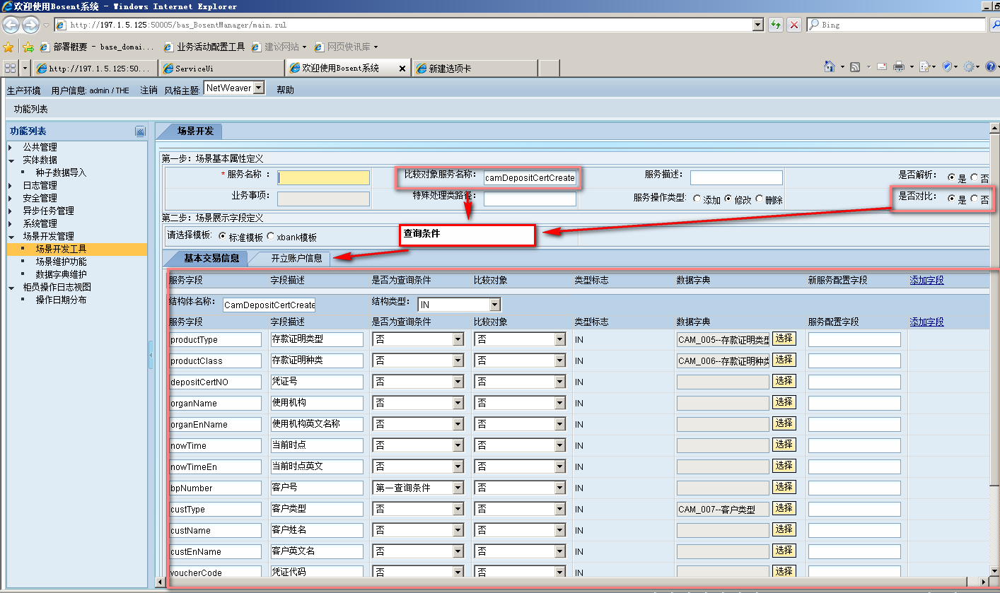 欢迎使用Bosent系统 - Windows Internet Explorer
http://197.1.5.125:50005/bas_BosentManager/main.zul
Bing
部署概要 - base_domai...
业务活动配置工具
建议网站
网页快讯库
http://197.1.5.125:50...
ServiceUi
欢迎使用Bosent系统
新建选项卡
生产环境 用户信息: admin / THE 注销 风格主题: NetWeaver 帮助
功能列表
功能列表
公共管理
实体数据
种子数据导入
日志管理
安全管理
异步任务管理
系统管理
场景开发管理
场景开发工具
场景维护功能
数据字典维护
柜员操作日志视图
操作日期分布
场景开发
第一步：场景基本属性定义
* 服务名称 ： 比较对象服务名称： camDepositCertCreate 服务描述： 是否解析： 是 否
业务事项： 特殊处理类路径： 服务操作类型： 添加 修改 删除 是否对比： 是 否
第二步：场景展示字段定义
请选择模板： 标准模板 xbank模板
查询条件
基本交易信息 开立账户信息
服务字段 字段描述 是否为查询条件 比较对象 类型标志 数据字典 新服务配置字段 添加字段
结构体名称： CamDepositCertCreate 结构类型： IN
服务字段 字段描述 是否为查询条件 比较对象 类型标志 数据字典 服务配置字段 添加字段
productType 存款证明类型 否 否 IN CAM_005--存款证明类型 选择
productClass 存款证明种类 否 否 IN CAM_006--存款证明种类 选择
depositCertNO 凭证号 否 否 IN 选择
organName 使用机构 否 否 IN 选择
organEnName 使用机构英文名称 否 否 IN 选择
nowTime 当前时点 否 否 IN 选择
nowTimeEn 当前时点英文 否 否 IN 选择
bpNumber 客户号 第一查询条件 否 IN 选择
custType 客户类型 否 否 IN CAM_007--客户类型 选择
custName 客户姓名 否 否 IN 选择
custEnName 客户英文名 否 否 IN 选择
voucherCode 凭证代码 否 否 IN 选择